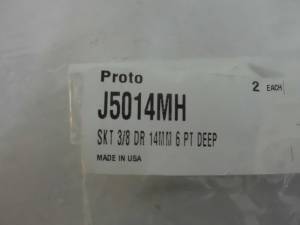 Proto
2 EACH
J5014MH
SKT 3/8 DR 14MM 6 PT DEEP
MADE IN USA